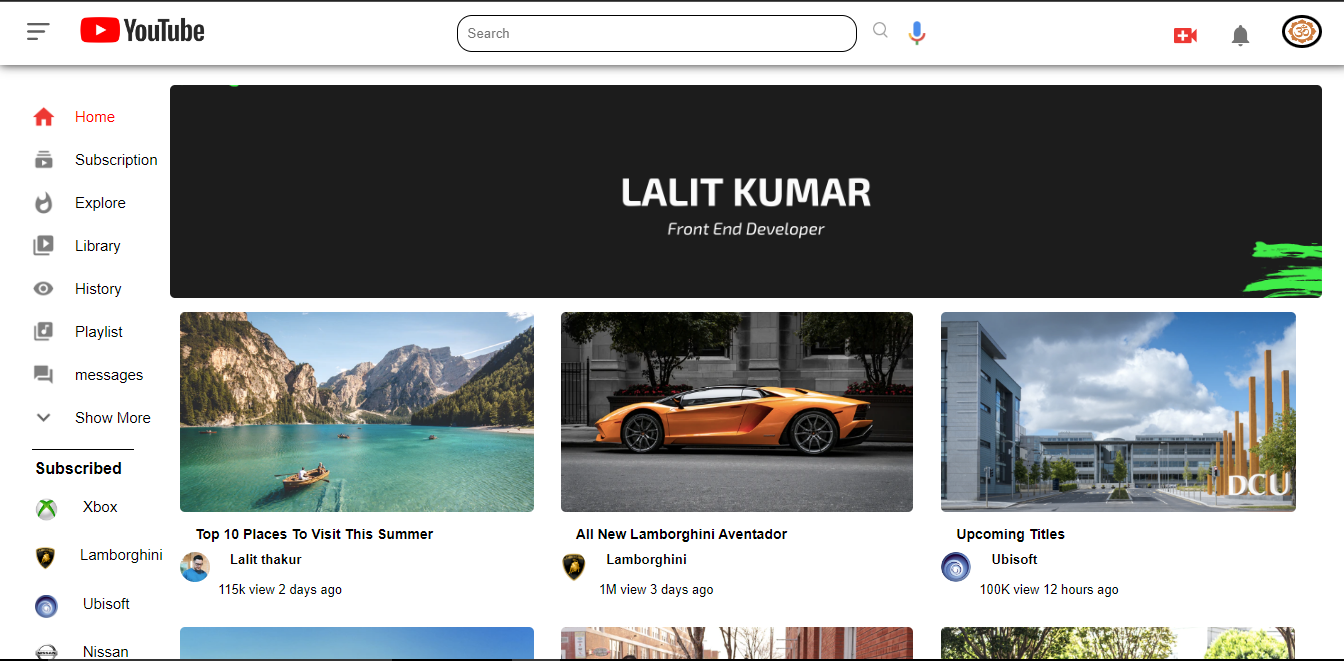 YouTube
Search
Home
Subscription
Explore
Library
History
Playlist
messages
Show More
Subscribed
Xbox
Lamborghini
Ubisoft
Nissan
LALIT KUMAR
Front End Developer
DCU
Top 10 Places To Visit This Summer
Lalit thakur
115k view 2 days ago
All New Lamborghini Aventador
Lamborghini
1M view 3 days ago
Upcoming Titles
Ubisoft
100K view 12 hours ago